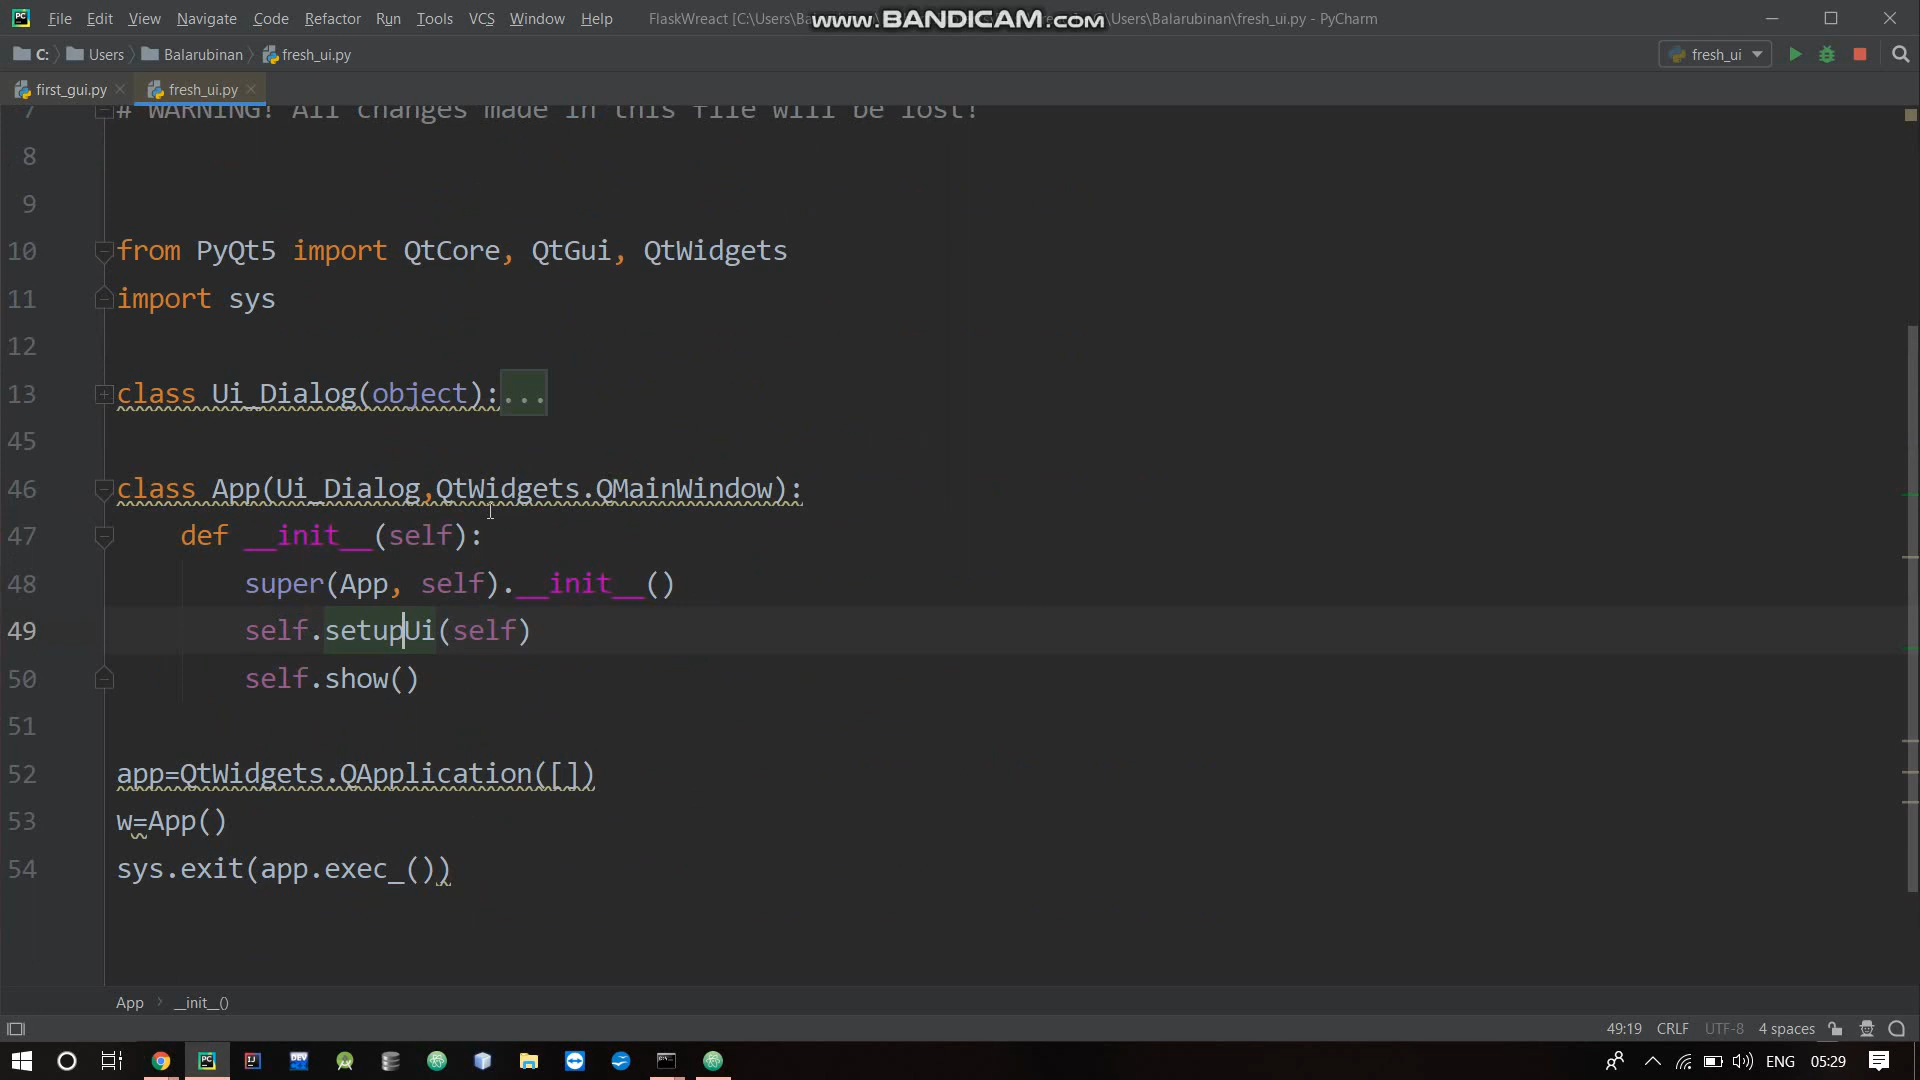 File Edit View Navigate Code Refactor Run Tools VCS Window Help FlaskWreact [C:\Users\Ba www.BANDICAM.com :\Users\Balarubinan\fresh_ui.py - PyCharm
C: Users Balarubinan fresh_ui.py fresh_ui
first_gui.py fresh_ui.py
7 # WARNING! All changes made in this file will be lost!
8
9
10 from PyQt5 import QtCore, QtGui, QtWidgets
11 import sys
12
13 class Ui_Dialog(object):...
45
46 class App(Ui_Dialog,QtWidgets.QMainWindow):
47 def __init__(self):
48 super(App, self).__init__()
49 self.setupUi(self)
50 self.show()
51
52 app=QtWidgets.QApplication([])
53 w=App()
54 sys.exit(app.exec_())
App __init__()
49:19 CRLF UTF-8 4 spaces
ENG 05:29